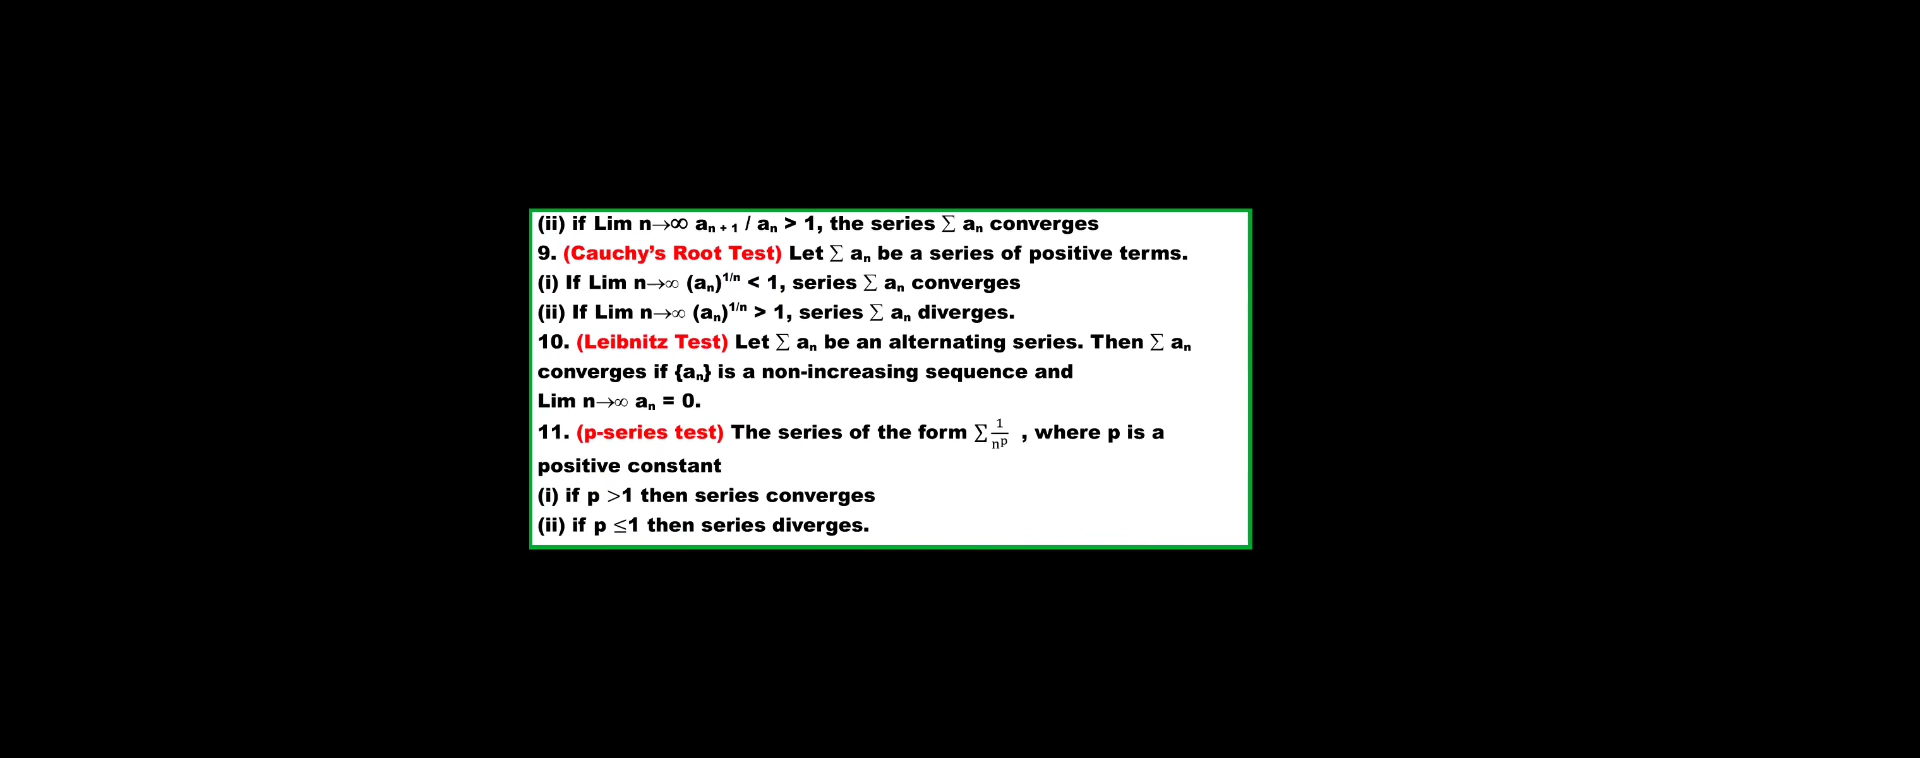 (ii) if Lim n→∞ aₙ ₊ ₁ / aₙ > 1, the series ∑ aₙ converges
9. (Cauchy’s Root Test) Let ∑ aₙ be a series of positive terms.
(i) If Lim n→∞ (aₙ)¹/ⁿ < 1, series ∑ aₙ converges
(ii) If Lim n→∞ (aₙ)¹/ⁿ > 1, series ∑ aₙ diverges.
10. (Leibnitz Test) Let ∑ aₙ be an alternating series. Then ∑ aₙ
converges if {aₙ} is a non-increasing sequence and
Lim n→∞ aₙ = 0.
11. (p-series test) The series of the form ∑ 1/nᵖ , where p is a
positive constant
(i) if p >1 then series converges
(ii) if p ≤1 then series diverges.